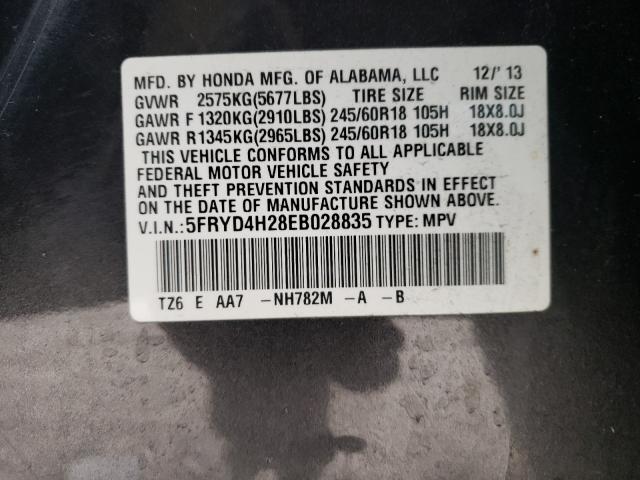 MFD. BY HONDA MFG. OF ALABAMA, LLC 12/'13
GVWR 2575KG(5677LBS) TIRE SIZE RIM SIZE
GAWR F 1320KG(2910LBS) 245/60R18 105H 18X8.0J
GAWR R1345KG(2965LBS) 245/60R18 105H 18X8.0J
THIS VEHICLE CONFORMS TO ALL APPLICABLE
FEDERAL MOTOR VEHICLE SAFETY
AND THEFT PREVENTION STANDARDS IN EFFECT
ON THE DATE OF MANUFACTURE SHOWN ABOVE.
V.I.N.: 5FRYD4H28EB028835 TYPE: MPV
TZ6 E AA7 -NH782M -A -B